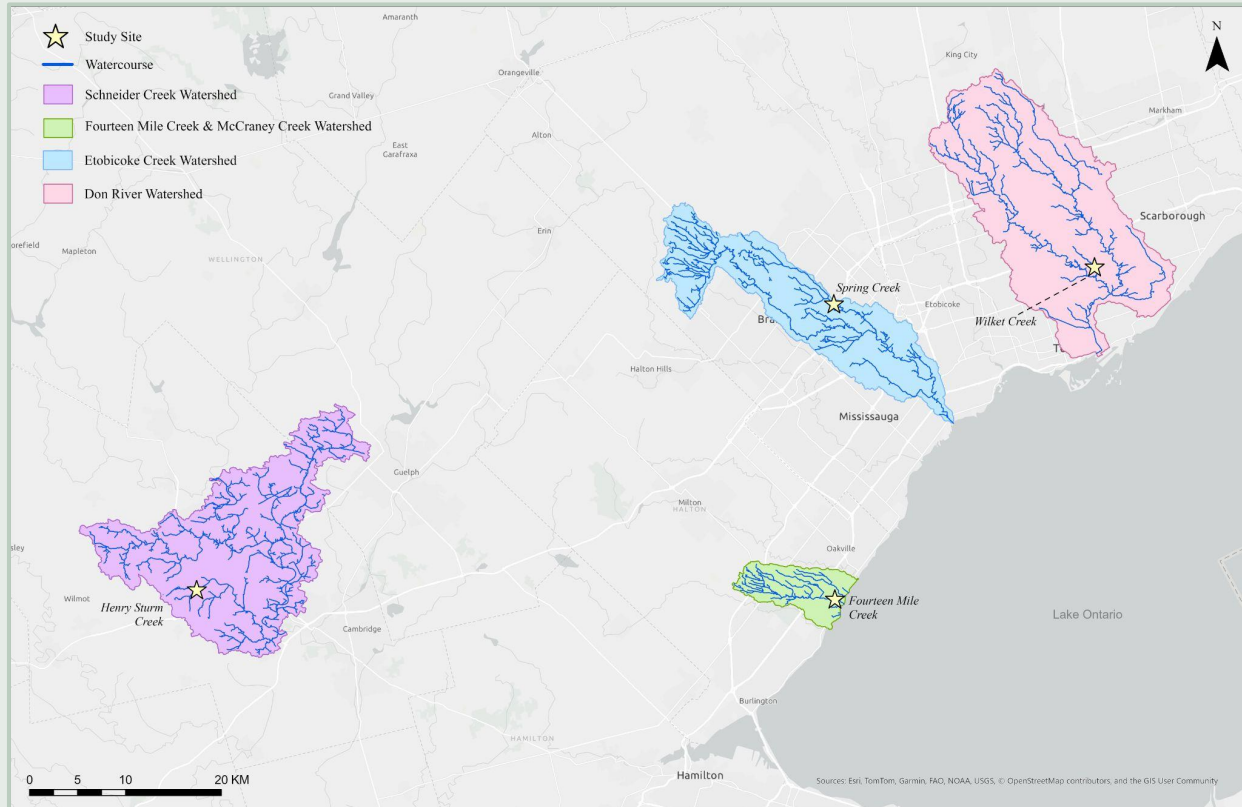 Study Site
Watercourse
Schneider Creek Watershed
Fourteen Mile Creek & McCraney Creek Watershed
Etobicoke Creek Watershed
Don River Watershed
N
Amaranth
Orangeville
Grand Valley
Alton
East
Garafraxa
King City
Markham
Scarborough
orefield
Mapleton
WELLINGTON
Erin
Spring Creek
Bra
Etobicoke
Wilket Creek
Halton Hills
Mississauga
Guelph
Milton
HALTON
sley
Oakville
Wilmot
Henry Sturm
Creek
Fourteen Mile
Creek
Cambridge
Lake Ontario
Burlington
HAMILTON
Hamilton
0 5 10 20 KM
Sources: Esri, TomTom, Garmin, FAO, NOAA, USGS, © OpenStreetMap contributors, and the GIS User Community